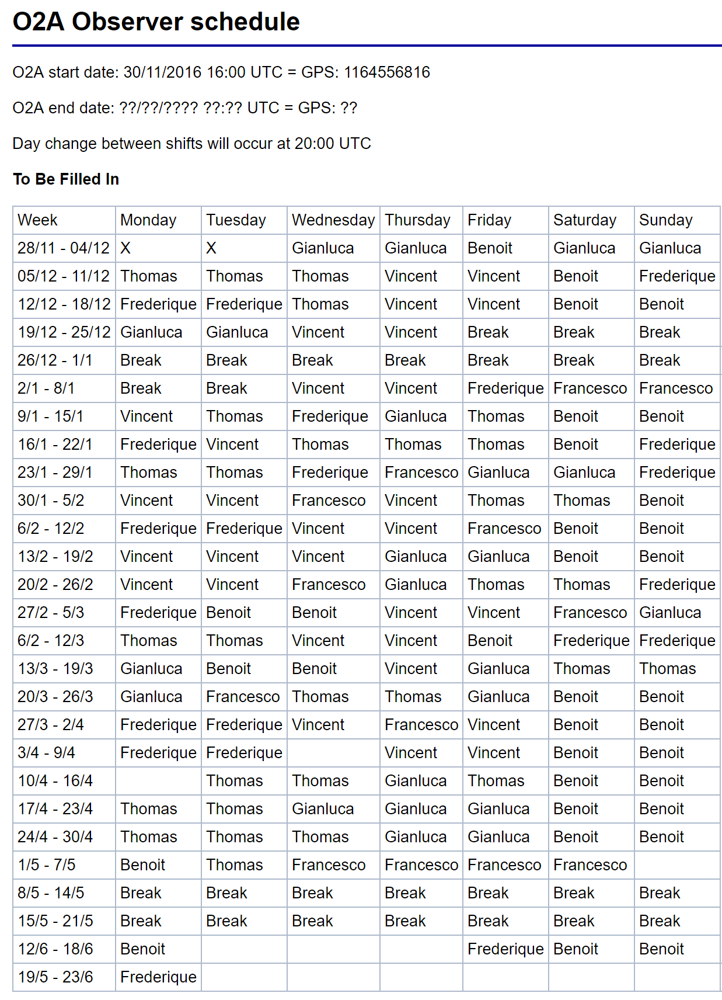 O2A Observer schedule
O2A start date: 30/11/2016 16:00 UTC = GPS: 1164556816
O2A end date: ??/??/???? ??:?? UTC = GPS: ??
Day change between shifts will occur at 20:00 UTC
To Be Filled In
Week Monday Tuesday Wednesday Thursday Friday Saturday Sunday
28/11 - 04/12 X X Gianluca Gianluca Benoit Gianluca Gianluca
05/12 - 11/12 Thomas Thomas Thomas Vincent Vincent Benoit Frederique
12/12 - 18/12 Frederique Frederique Thomas Vincent Vincent Benoit Benoit
19/12 - 25/12 Gianluca Gianluca Vincent Vincent Break Break Break
26/12 - 1/1 Break Break Break Break Break Break Break
2/1 - 8/1 Break Break Vincent Vincent Frederique Francesco Francesco
9/1 - 15/1 Vincent Thomas Frederique Gianluca Thomas Benoit Benoit
16/1 - 22/1 Frederique Vincent Thomas Thomas Thomas Benoit Frederique
23/1 - 29/1 Thomas Thomas Frederique Francesco Gianluca Gianluca Frederique
30/1 - 5/2 Vincent Vincent Francesco Vincent Thomas Thomas Benoit
6/2 - 12/2 Frederique Frederique Vincent Vincent Francesco Benoit Benoit
13/2 - 19/2 Vincent Vincent Vincent Gianluca Gianluca Benoit Benoit
20/2 - 26/2 Vincent Vincent Francesco Gianluca Thomas Thomas Frederique
27/2 - 5/3 Frederique Benoit Benoit Vincent Vincent Francesco Gianluca
6/2 - 12/3 Thomas Thomas Vincent Vincent Benoit Frederique Frederique
13/3 - 19/3 Gianluca Benoit Benoit Vincent Gianluca Thomas Thomas
20/3 - 26/3 Gianluca Francesco Thomas Thomas Gianluca Benoit Benoit
27/3 - 2/4 Frederique Frederique Vincent Francesco Vincent Benoit Benoit
3/4 - 9/4 Frederique Frederique Vincent Vincent Benoit Benoit
10/4 - 16/4 Thomas Thomas Gianluca Thomas Benoit Benoit
17/4 - 23/4 Thomas Thomas Gianluca Gianluca Gianluca Benoit Benoit
24/4 - 30/4 Thomas Thomas Thomas Gianluca Gianluca Benoit Benoit
1/5 - 7/5 Benoit Thomas Francesco Francesco Francesco Francesco
8/5 - 14/5 Break Break Break Break Break Break Break
15/5 - 21/5 Break Break Break Break Break Break Break
12/6 - 18/6 Benoit Frederique Benoit Benoit
19/5 - 23/6 Frederique